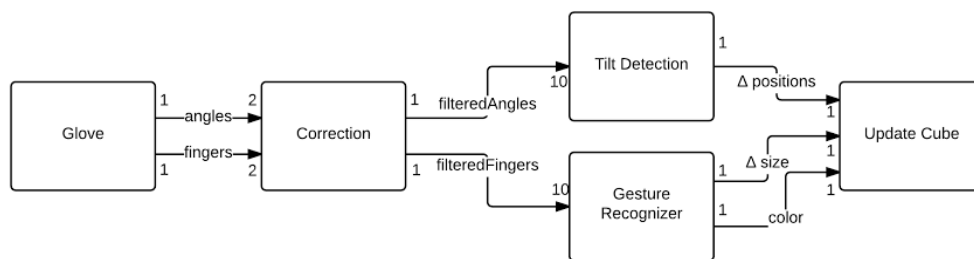 Glove
1
angles
2
fingers
1
2
Correction
1
filteredAngles
10
filteredFingers
1
10
Tilt Detection
1
Δ positions
1
Gesture
Recognizer
1
Δ size
1
1
color
1
Update Cube